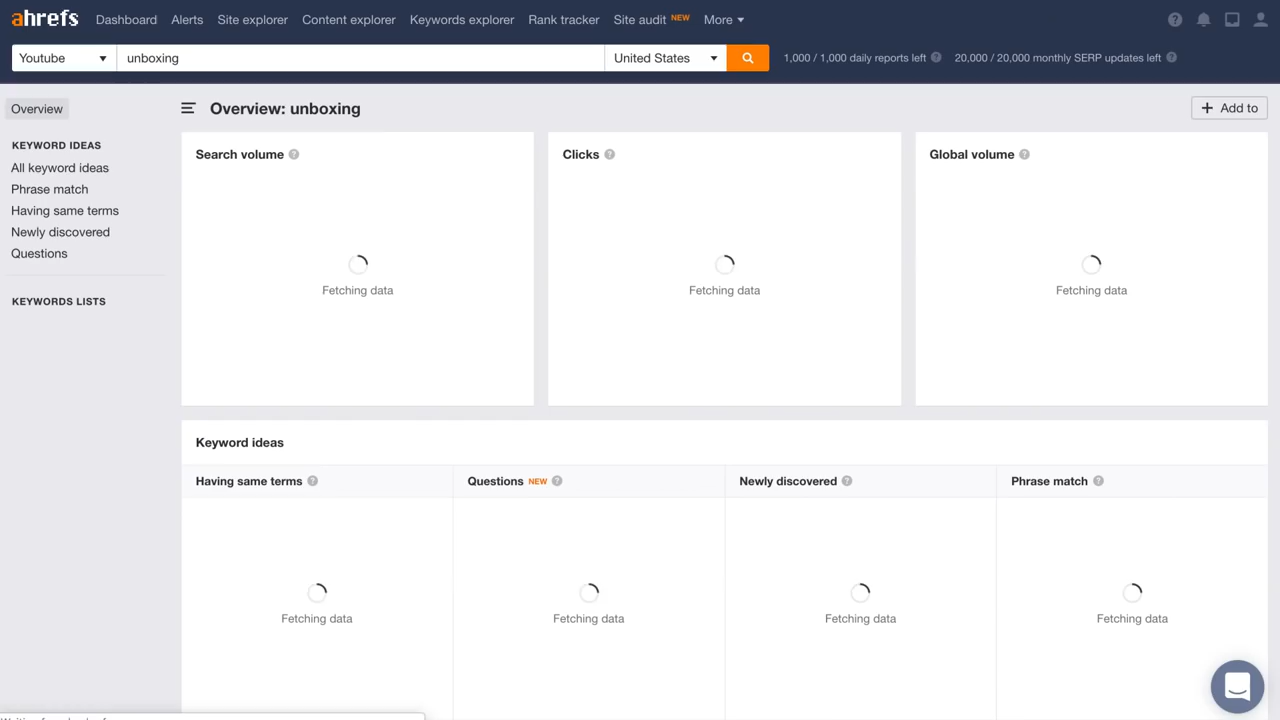 ahrefs Dashboard Alerts Site explorer Content explorer Keywords explorer Rank tracker Site audit NEW More
Youtube unboxing United States 1,000 / 1,000 daily reports left 20,000 / 20,000 monthly SERP updates left
Overview
KEYWORD IDEAS
All keyword ideas
Phrase match
Having same terms
Newly discovered
Questions
KEYWORDS LISTS
Overview: unboxing + Add to
Search volume Clicks Global volume
Fetching data Fetching data Fetching data
Keyword ideas
Having same terms Questions NEW Newly discovered Phrase match
Fetching data Fetching data Fetching data Fetching data